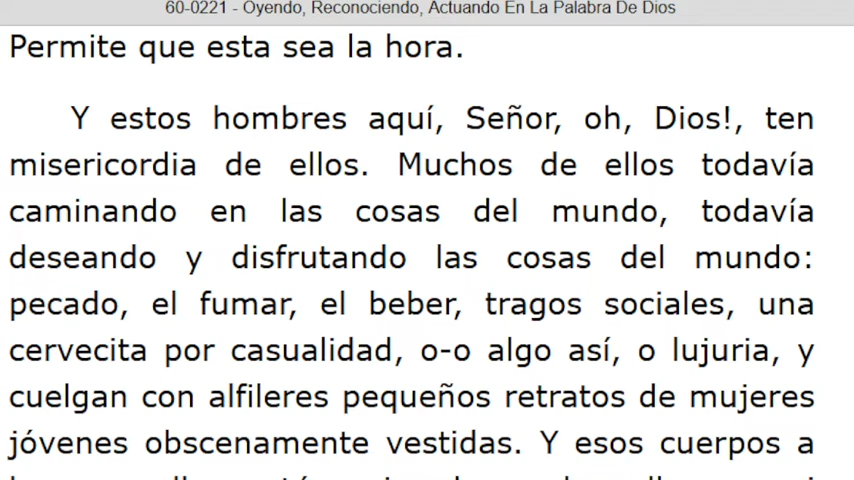 60-0221 - Oyendo, Reconociendo, Actuando En La Palabra De Dios
Permite que esta sea la hora.
Y estos hombres aquí, Señor, oh, Dios!, ten
misericordia de ellos. Muchos de ellos todavía
caminando en las cosas del mundo, todavía
deseando y disfrutando las cosas del mundo:
pecado, el fumar, el beber, tragos sociales, una
cervecita por casualidad, o-o algo así, o lujuria, y
cuelgan con alfileres pequeños retratos de mujeres
jóvenes obscenamente vestidas. Y esos cuerpos a